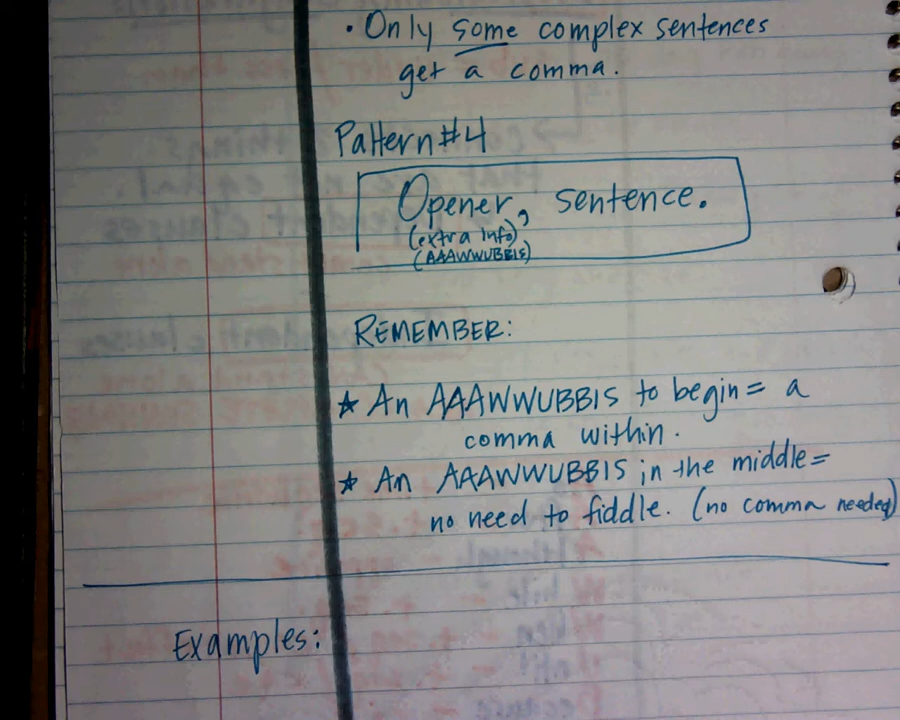 • Only some complex sentences
get a comma.
Pattern #4
Opener, sentence.
(extra info)
(AAAWWUBBIS)
REMEMBER:
★ An AAAWWUBBIS to begin = a
comma within.
★ An AAAWWUBBIS in the middle =
no need to fiddle. (no comma needed)
Examples: